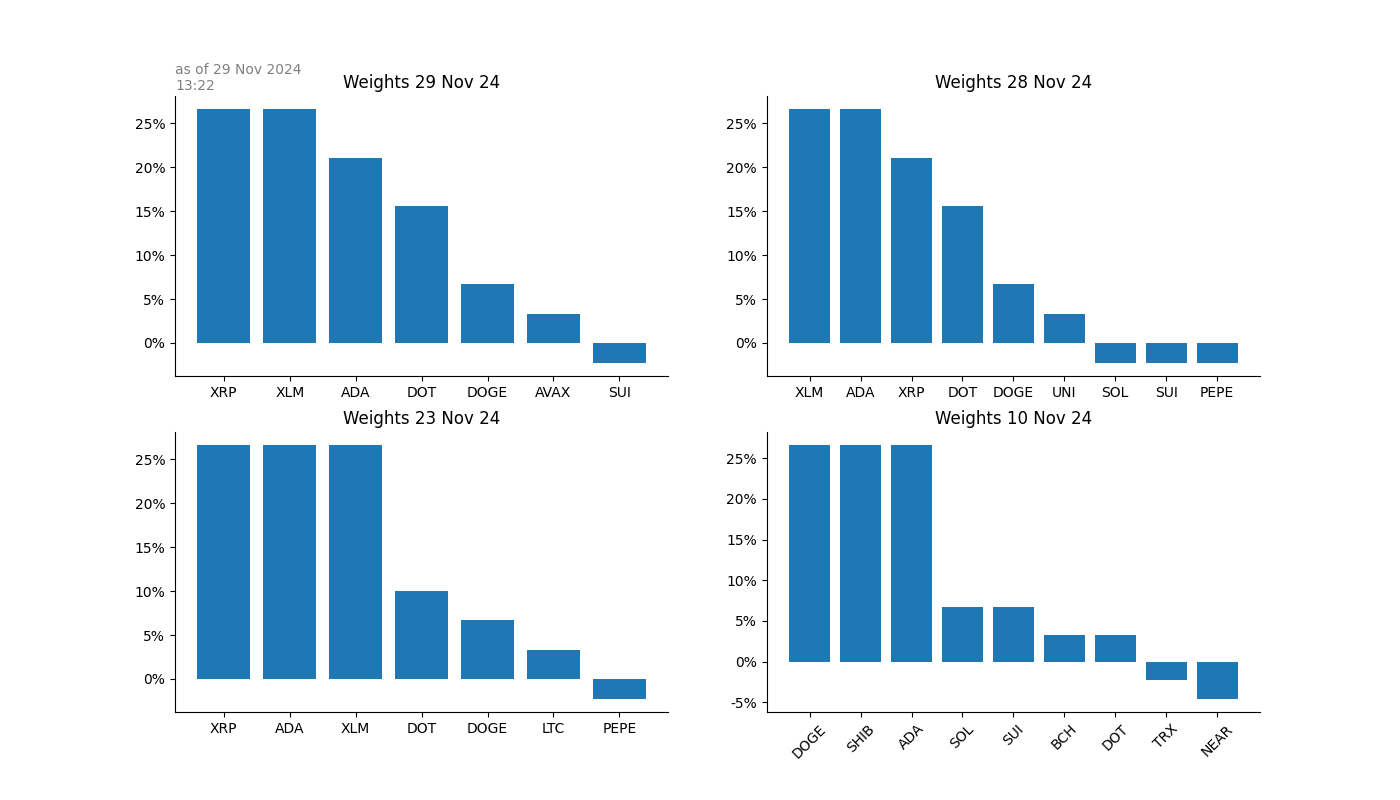 as of 29 Nov 2024
13:22
Weights 29 Nov 24
25%
20%
15%
10%
5%
0%
XRP XLM ADA DOT DOGE AVAX SUI
Weights 28 Nov 24
25%
20%
15%
10%
5%
0%
XLM ADA XRP DOT DOGE UNI SOL SUI PEPE
Weights 23 Nov 24
25%
20%
15%
10%
5%
0%
XRP ADA XLM DOT DOGE LTC PEPE
Weights 10 Nov 24
25%
20%
15%
10%
5%
0%
-5%
DOGE SHIB ADA SOL SUI BCH DOT TRX NEAR